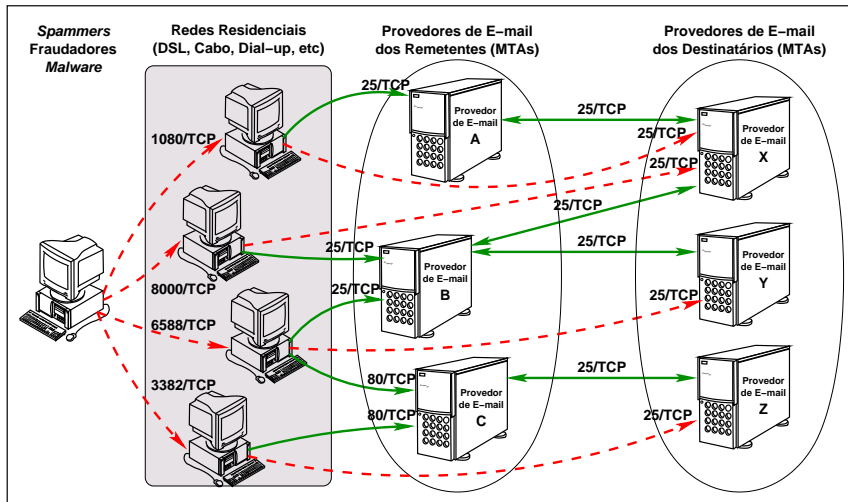 Spammers
Fraudadores
Malware
Redes Residenciais
(DSL, Cabo, Dial−up, etc)
Provedores de E−mail
dos Remetentes (MTAs)
Provedores de E−mail
dos Destinatários (MTAs)
25/TCP
25/TCP
1080/TCP
25/TCP
25/TCP
Provedor
de E−mail
A
Provedor
de E−mail
X
25/TCP
25/TCP
25/TCP
8000/TCP
25/TCP
Provedor
de E−mail
B
Provedor
de E−mail
Y
25/TCP
6588/TCP
3382/TCP
80/TCP
25/TCP
80/TCP
Provedor
de E−mail
C
Provedor
de E−mail
Z
25/TCP